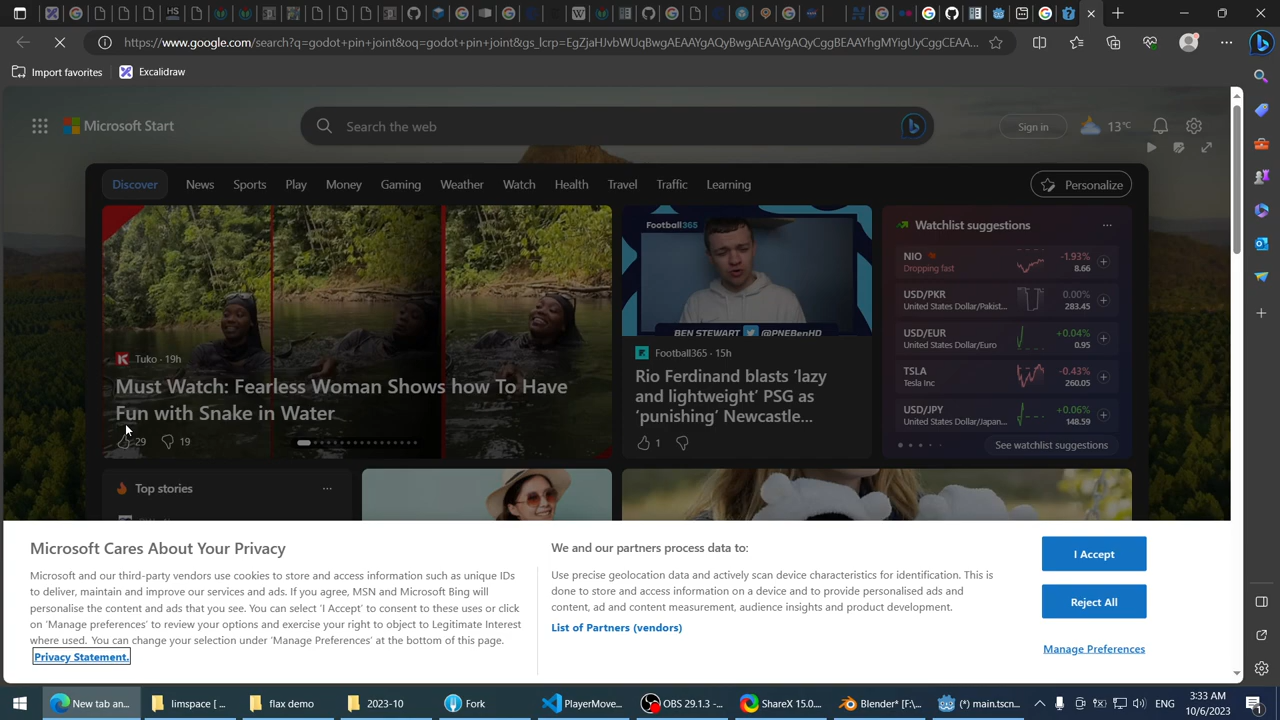 HS
https://www.google.com/search?q=godot+pin+joint&oq=godot+pin+joint&gs_lcrp=EgZjaHJvbWUqBwgAEAAYgAQyBwgAEAAYgAQyCggBEAAYhgMYigUyCggCEAA...
Import favorites
Excalidraw
Microsoft Start
Search the web
Sign in
13°C
Discover
News
Sports
Play
Money
Gaming
Weather
Watch
Health
Travel
Traffic
Learning
Personalize
Tuko · 19h
Must Watch: Fearless Woman Shows how To Have
Fun with Snake in Water
29
19
Football365
BEN STEWART @PNEBenHD
Football365 · 15h
Rio Ferdinand blasts 'lazy
and lightweight' PSG as
'punishing' Newcastle...
1
Watchlist suggestions
NIO
-1.93%
Dropping fast
8.66
USD/PKR
0.00%
United States Dollar/Pakist...
283.45
USD/EUR
+0.04%
United States Dollar/Euro
0.95
TSLA
-0.43%
Tesla Inc
260.05
USD/JPY
+0.06%
United States Dollar/Japan...
148.59
See watchlist suggestions
Top stories
Microsoft Cares About Your Privacy
Microsoft and our third-party vendors use cookies to store and access information such as unique IDs
to deliver, maintain and improve our services and ads. If you agree, MSN and Microsoft Bing will
personalise the content and ads that you see. You can select 'I Accept' to consent to these uses or click
on 'Manage preferences' to review your options and exercise your right to object to Legitimate Interest
where used. You can change your selection under 'Manage Preferences' at the bottom of this page.
Privacy Statement.
We and our partners process data to:
Use precise geolocation data and actively scan device characteristics for identification. This is
done to store and access information on a device and to provide personalised ads and
content, ad and content measurement, audience insights and product development.
List of Partners (vendors)
I Accept
Reject All
Manage Preferences
New tab an...
limspace [ ...
flax demo
2023-10
Fork
PlayerMove...
OBS 29.1.3 -...
ShareX 15.0...
Blender* [F:\...
(*) main.tscn...
ENG
3:33 AM
10/6/2023
1